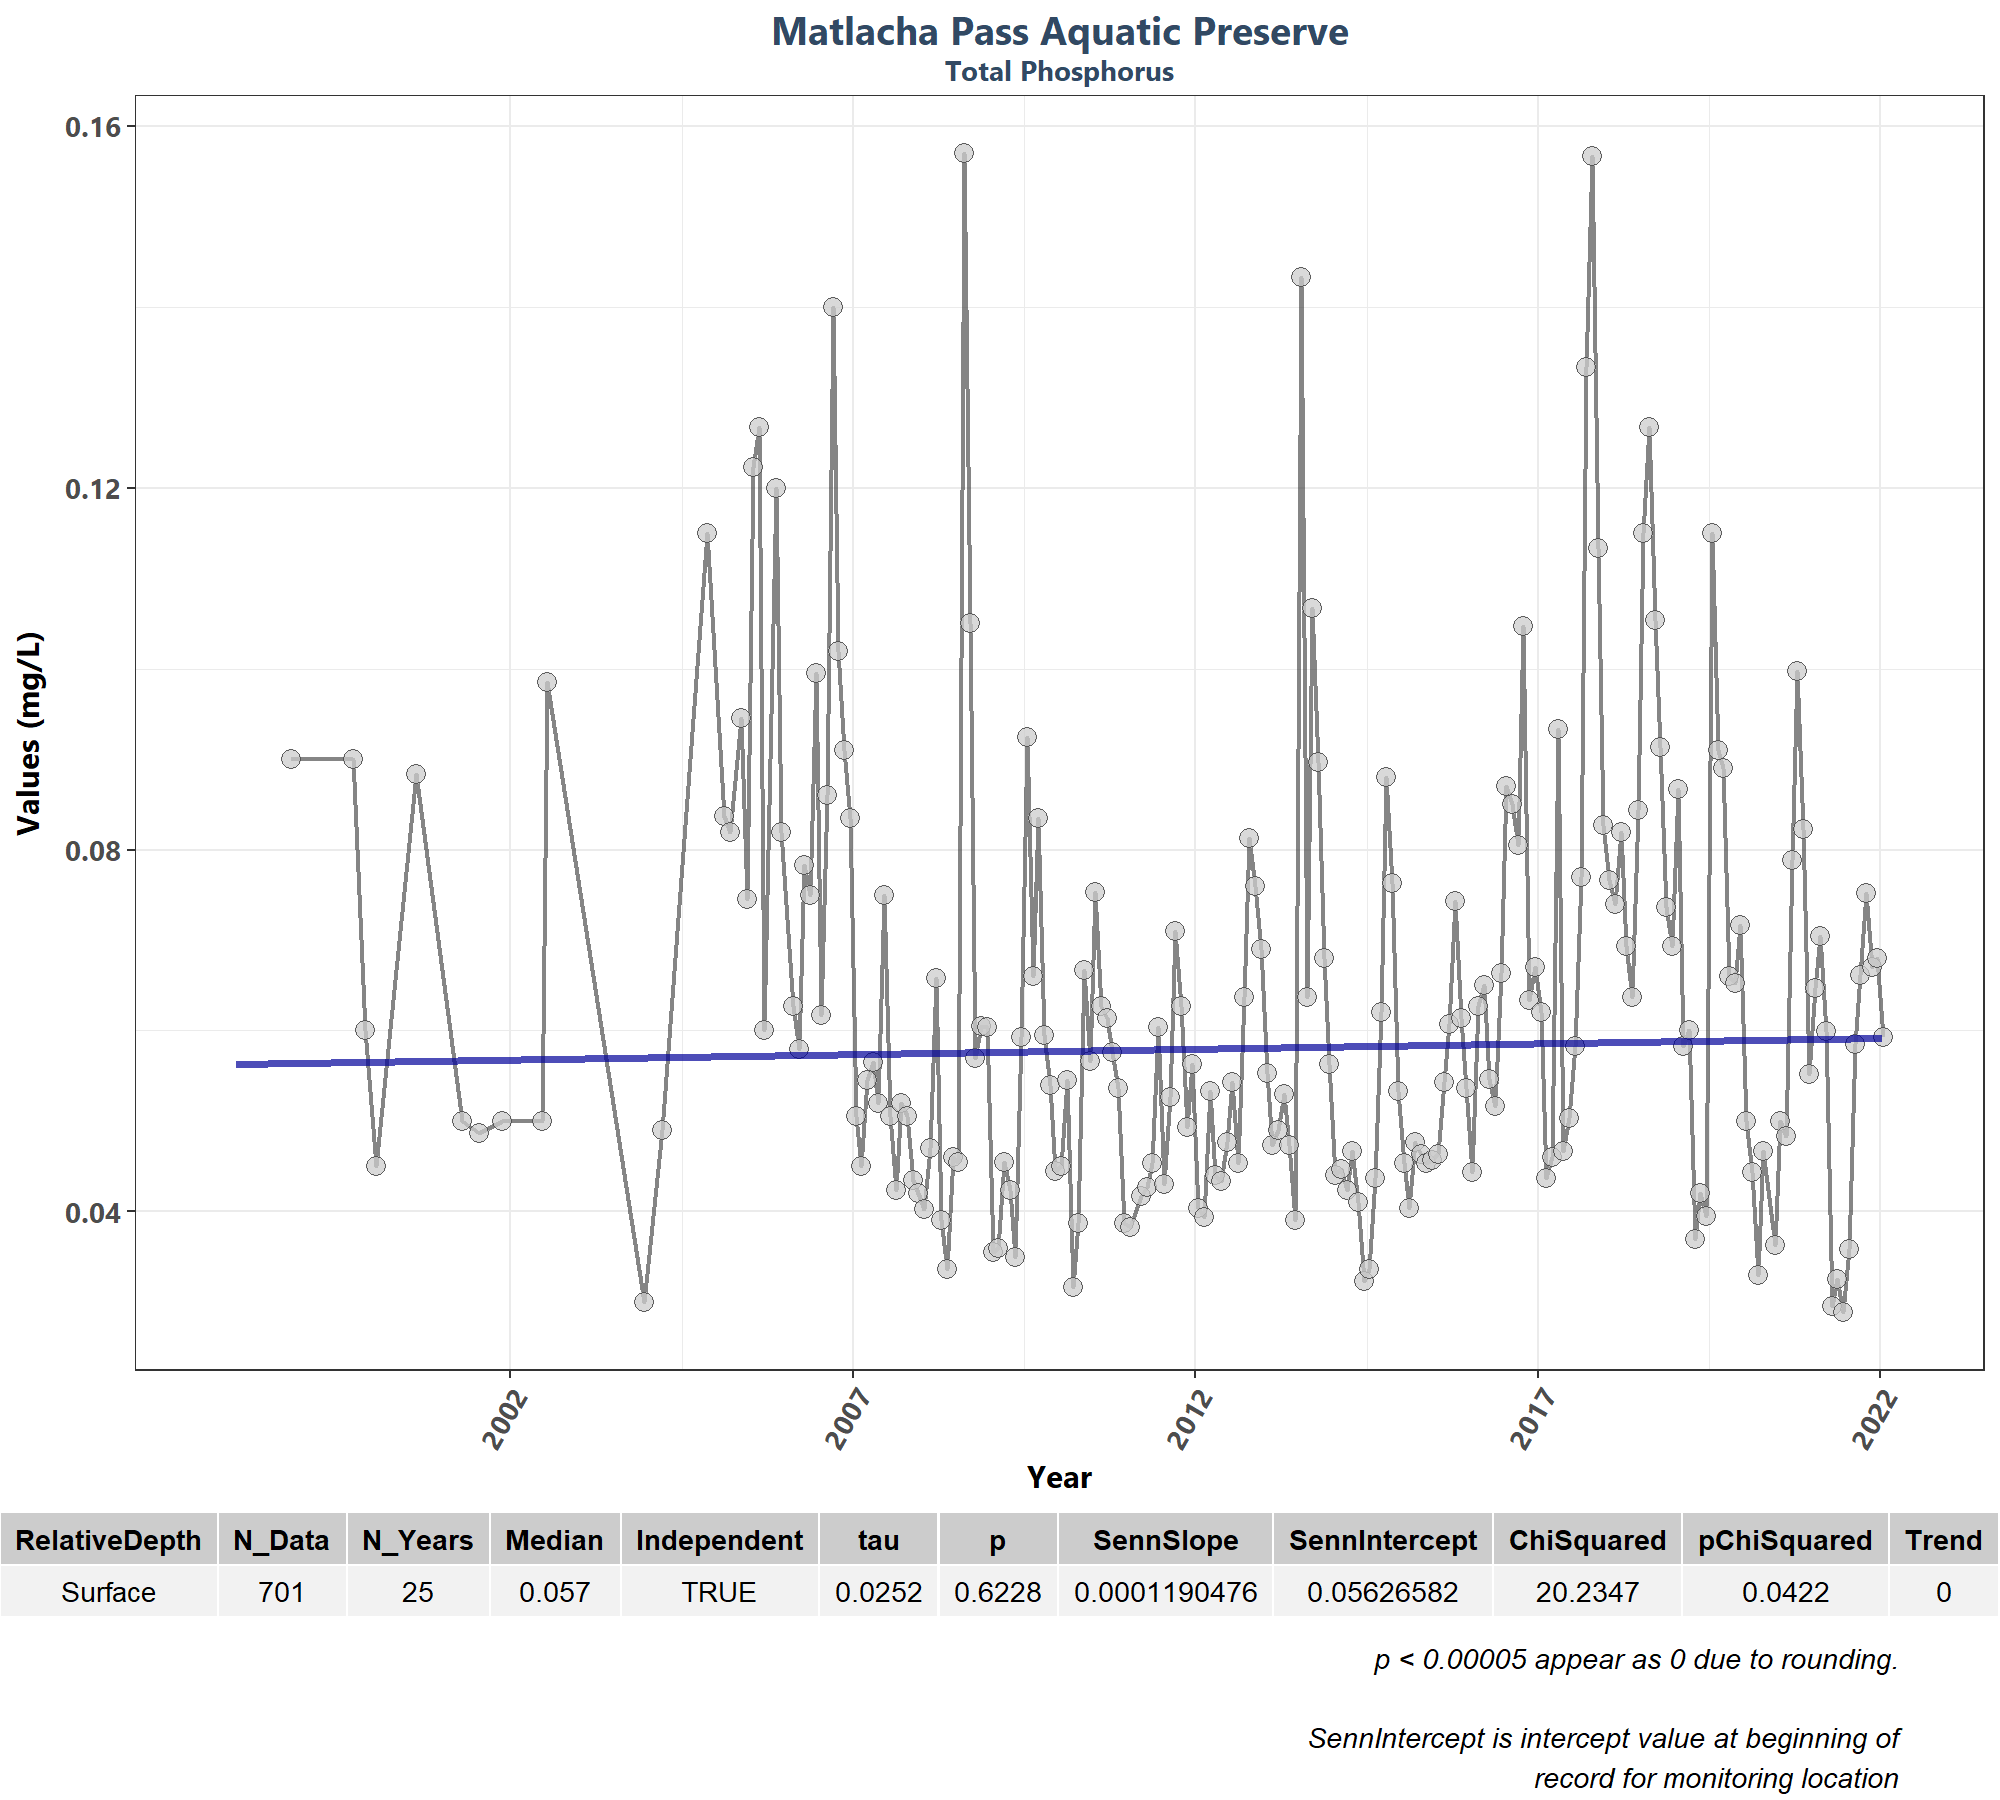 Matlacha Pass Aquatic Preserve
Total Phosphorus
Values (mg/L)
0.16
0.12
0.08
0.04
2002 2007 2012 2017 2022
Year
RelativeDepth N_Data N_Years Median Independent tau p SennSlope SennIntercept ChiSquared pChiSquared Trend
Surface 701 25 0.057 TRUE 0.0252 0.6228 0.0001190476 0.05626582 20.2347 0.0422 0
p < 0.00005 appear as 0 due to rounding.
SennIntercept is intercept value at beginning of
record for monitoring location